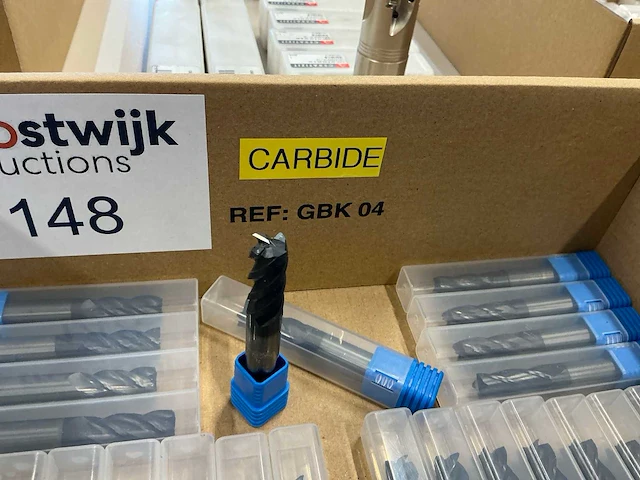 ostwijk
uctions
148
CARBIDE
REF: GBK 04